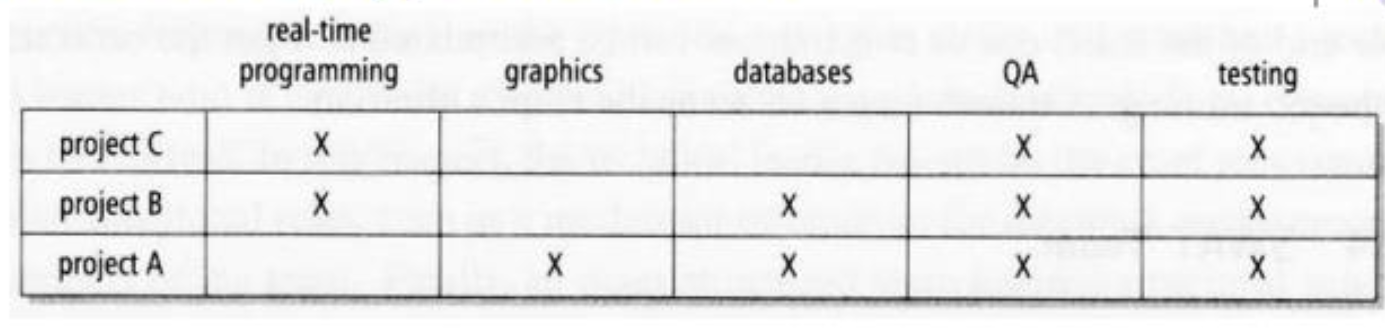 real-time
programming graphics databases QA testing
project C X X X
project B X X X X
project A X X X X